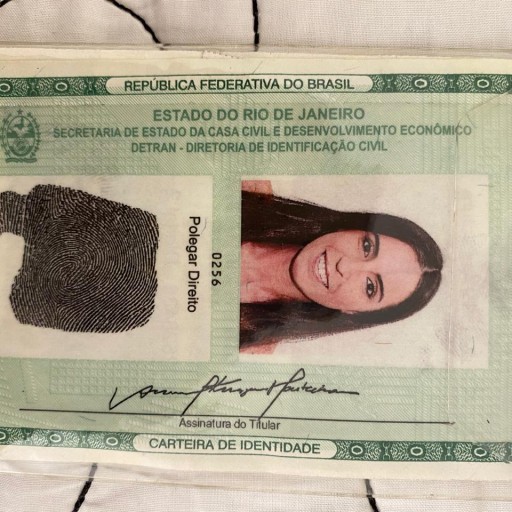 REPÚBLICA FEDERATIVA DO BRASIL
ESTADO DO RIO DE JANEIRO
SECRETARIA DE ESTADO DA CASA CIVIL E DESENVOLVIMENTO ECONÔMICO
DETRAN - DIRETORIA DE IDENTIFICAÇÃO CIVIL
0256
Polegar Direito
Assinatura do Titular
CARTEIRA DE IDENTIDADE